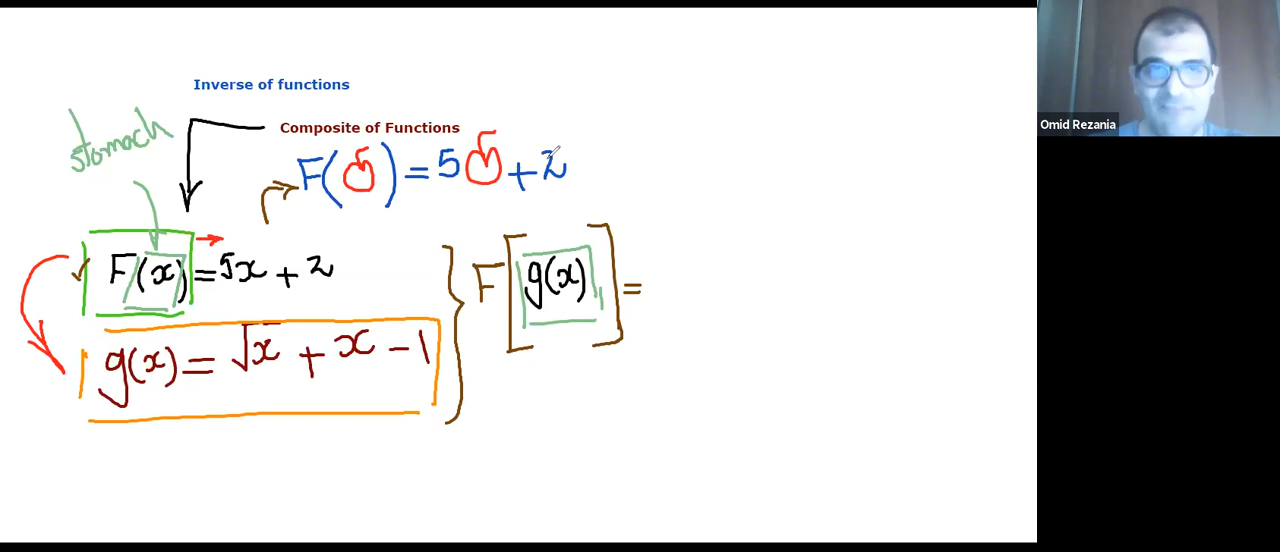 Inverse of functions
Composite of Functions
stomach
F( ) = 5 + 2
F(x) = 5x + 2
g(x) = √x + x − 1
F[g(x)] =
Omid Rezania